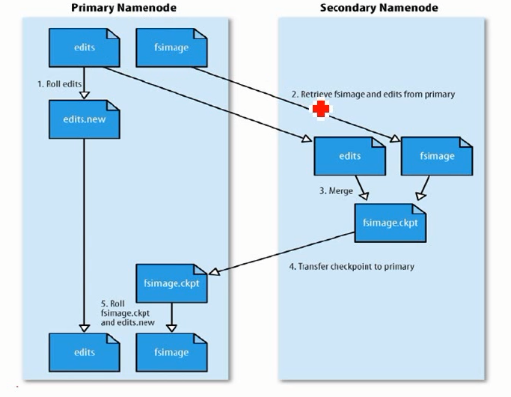 Primary Namenode
Secondary Namenode
edits
fsimage
1. Roll edits
2. Retrieve fsimage and edits from primary
edits.new
edits
fsimage
3. Merge
fsimage.ckpt
4. Transfer checkpoint to primary
fsimage.ckpt
5. Roll
fsimage.ckpt
and edits.new
edits
fsimage